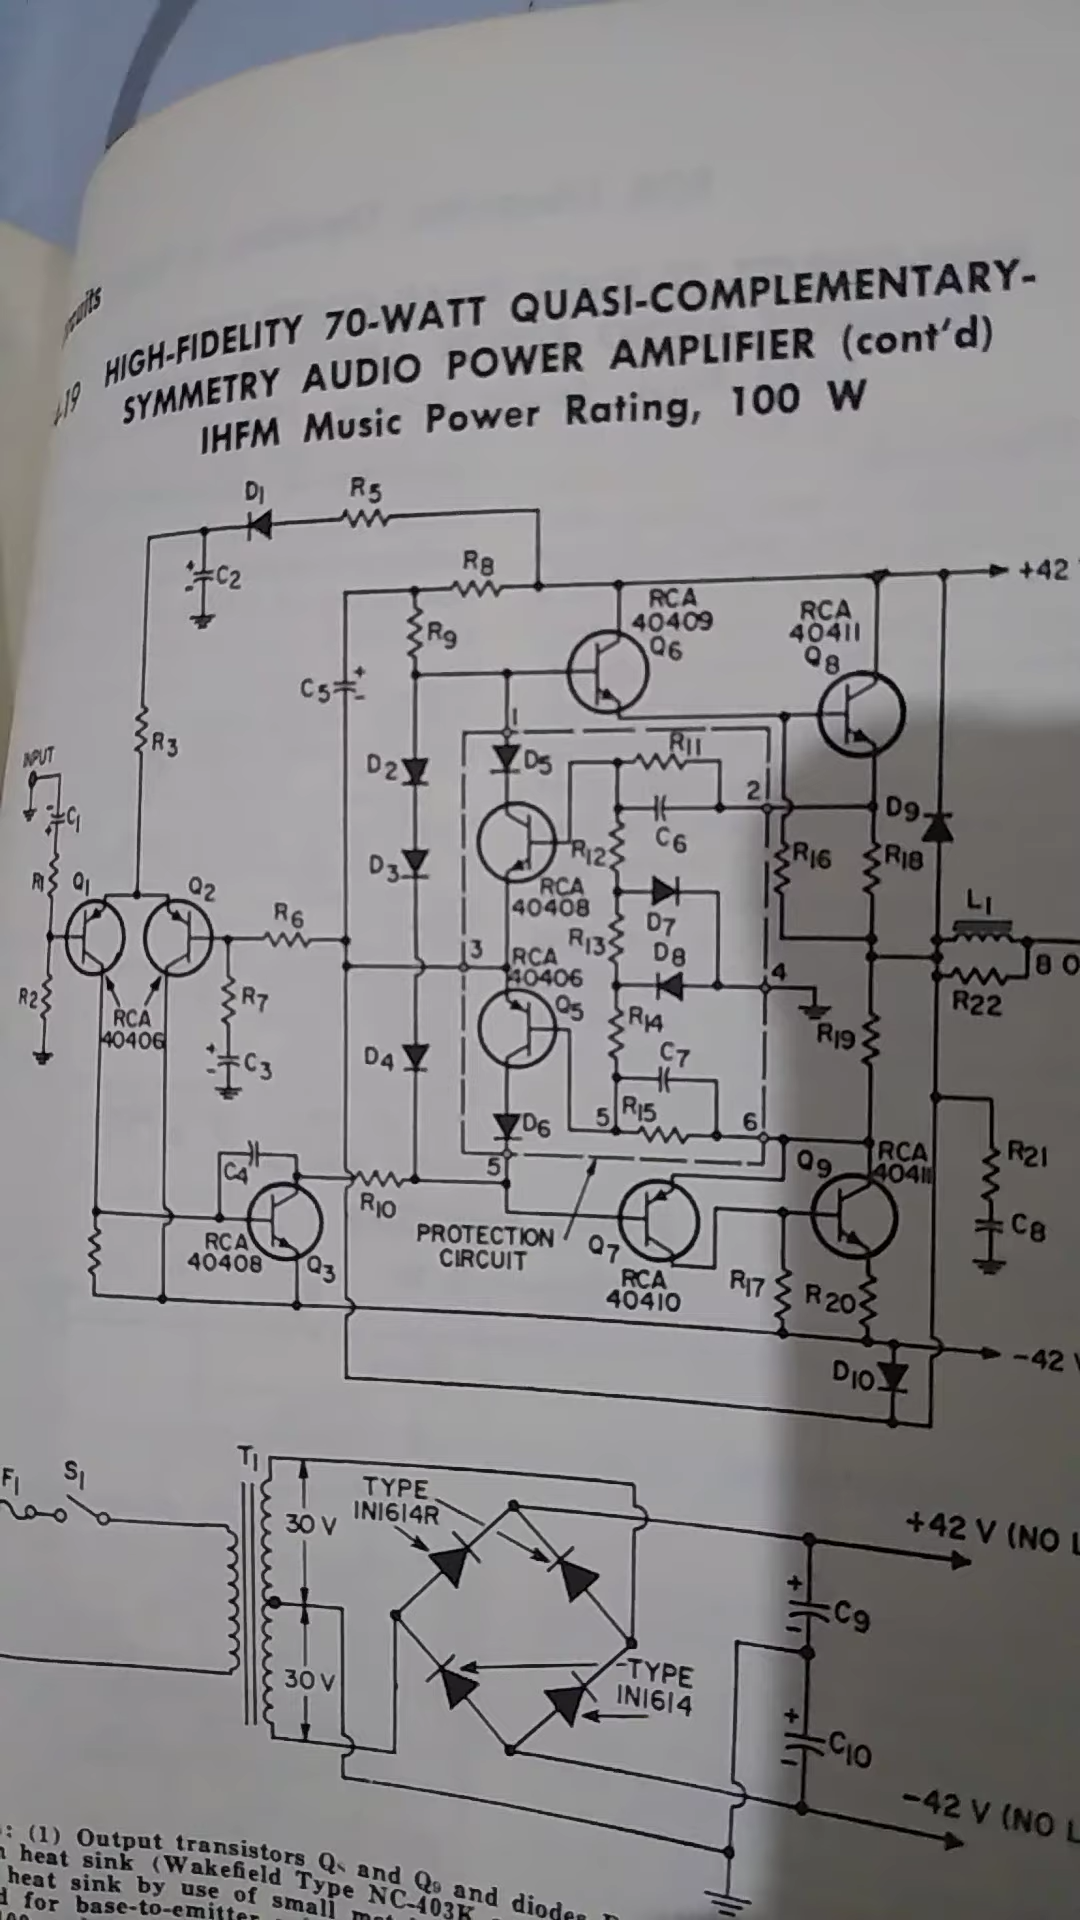 HIGH-FIDELITY 70-WATT QUASI-COMPLEMENTARY-
SYMMETRY AUDIO POWER AMPLIFIER (cont'd)
IHFM Music Power Rating, 100 W
D1
R5
C2
R8
+42
R9
RCA
40409
Q6
RCA
40411
Q8
C5
+
-
R3
1
INPUT
C1
D2
D5
R11
2
D9
C6
R12
R16
R18
R1
Q1
Q2
D3
RCA
40408
D7
R6
R13
D8
L1
3
RCA
40406
Q5
4
8 O
R22
R2
RCA
40406
R7
R14
R19
C3
D4
C7
5
R15
6
D6
C4
5
Q9
RCA
40411
R21
R10
PROTECTION
CIRCUIT
C8
RCA
40408
Q3
Q7
RCA
40410
R17
R20
-42 V
D10
F1
S1
T1
30 V
TYPE
1N1614R
+42 V (NO L
+
-
C9
30 V
TYPE
1N1614
+
-
C10
-42 V (NO L
: (1) Output transistors Q8 and Q9 and diodes
heat sink (Wakefield Type NC-403K
heat sink by use of small
for base-to-emitter